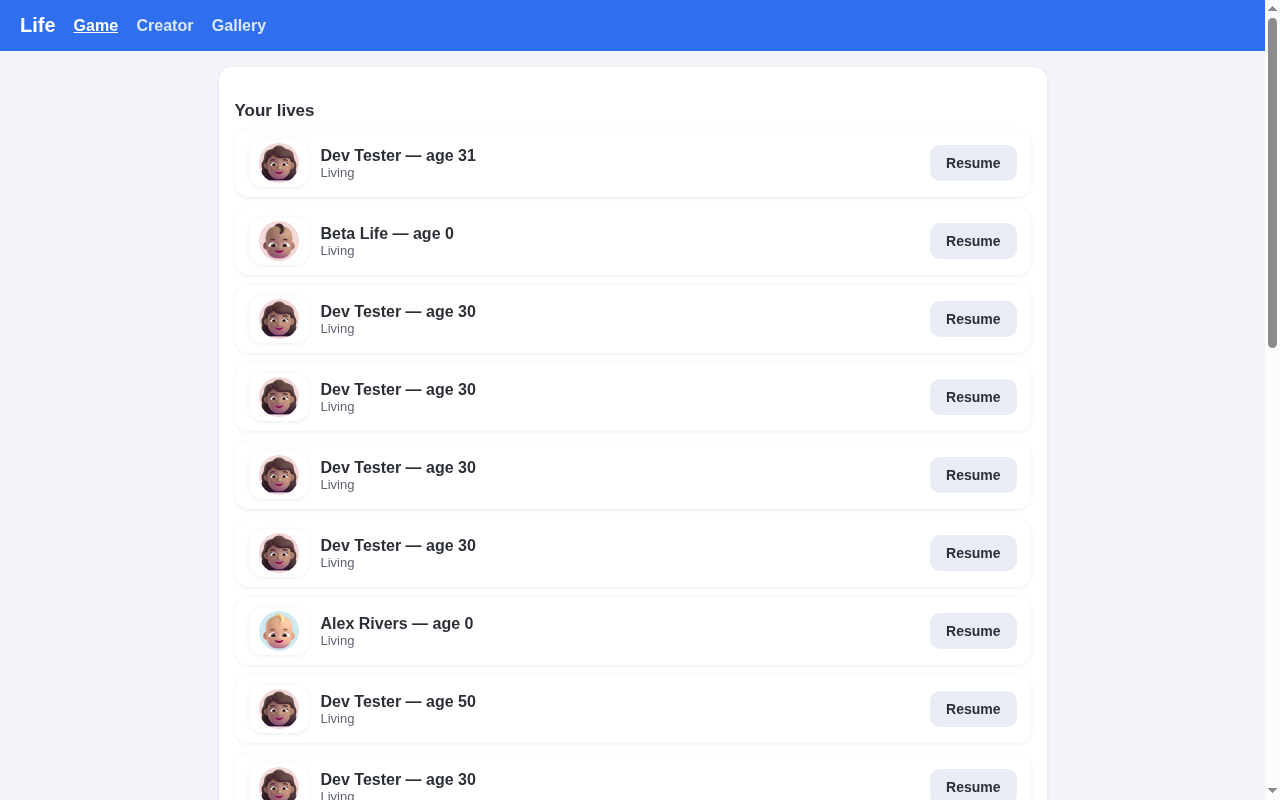 Life Game Creator Gallery
Your lives
Dev Tester — age 31
Living
Resume
Beta Life — age 0
Living
Resume
Dev Tester — age 30
Living
Resume
Dev Tester — age 30
Living
Resume
Dev Tester — age 30
Living
Resume
Dev Tester — age 30
Living
Resume
Alex Rivers — age 0
Living
Resume
Dev Tester — age 50
Living
Resume
Dev Tester — age 30
Living
Resume